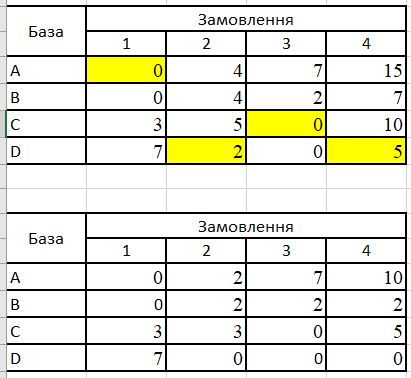 База Замовлення
1 2 3 4
A 0 4 7 15
B 0 4 2 7
C 3 5 0 10
D 7 2 0 5
База Замовлення
1 2 3 4
A 0 2 7 10
B 0 2 2 2
C 3 3 0 5
D 7 0 0 0